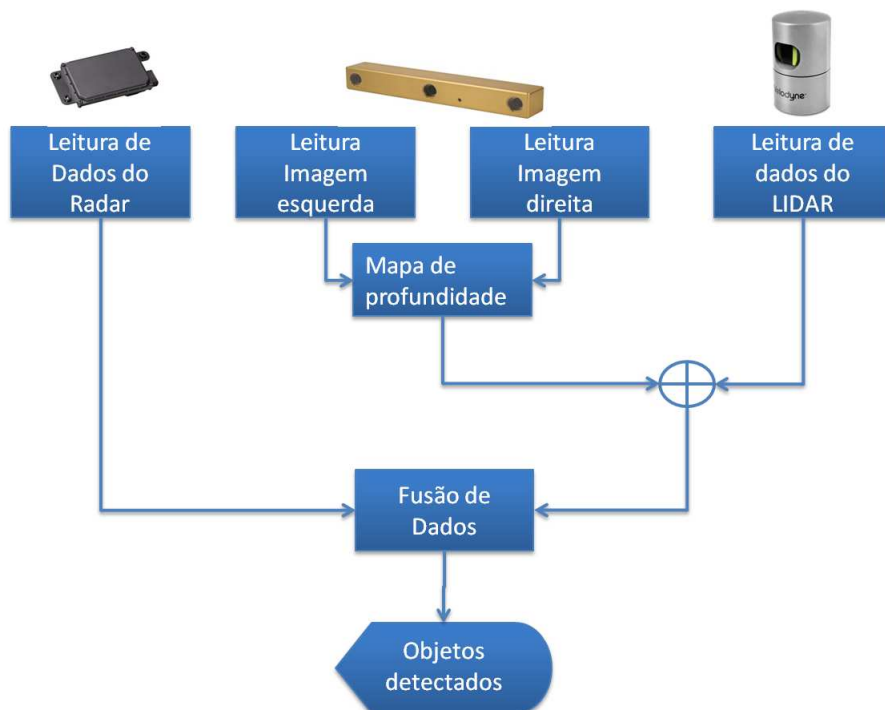 Velodyne
Leitura de
Dados do
Radar
Leitura
Imagem
esquerda
Leitura
Imagem
direita
Leitura de
dados do
LIDAR
Mapa de
profundidade
Fusão de
Dados
Objetos
detectados